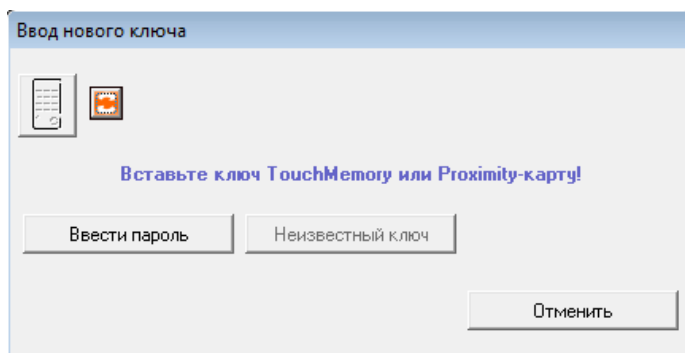 Ввод нового ключа
Вставьте ключ TouchMemory или Proximity-карту!
Ввести пароль
Неизвестный ключ
Отменить